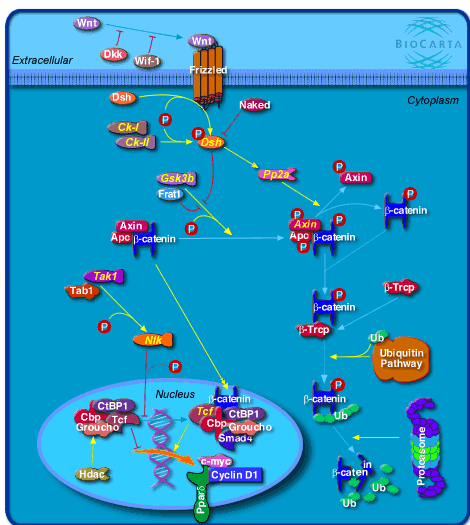 Wnt
Wnt
BIOCARTA
Dkk
Wif-1
Extracellular
Frizzled
Cytoplasm
Dsh
Naked
P
Ck-I
P
Ck-II
Dsh
Gsk3b
Pp2a
P
Axin
Frat1
P
P
P
Axin
Axin
β-catenin
Apc
β-catenin
Apc
β-catenin
P
P
Tak1
β-Trcp
Tab1
β-catenin
β-Trcp
P
Nlk
Ub
Ubiquitin
Pathway
P
Nucleus
P
β-catenin
β-catenin
CtBP1
Tcf
CtBP1
Ub
Cbp
Tcf
Cbp
Groucho
Groucho
Smad4
Proteasome
c-myc
β-caten
in
Ub
Hdac
Cyclin D1
Ub
Ub
Pparδ